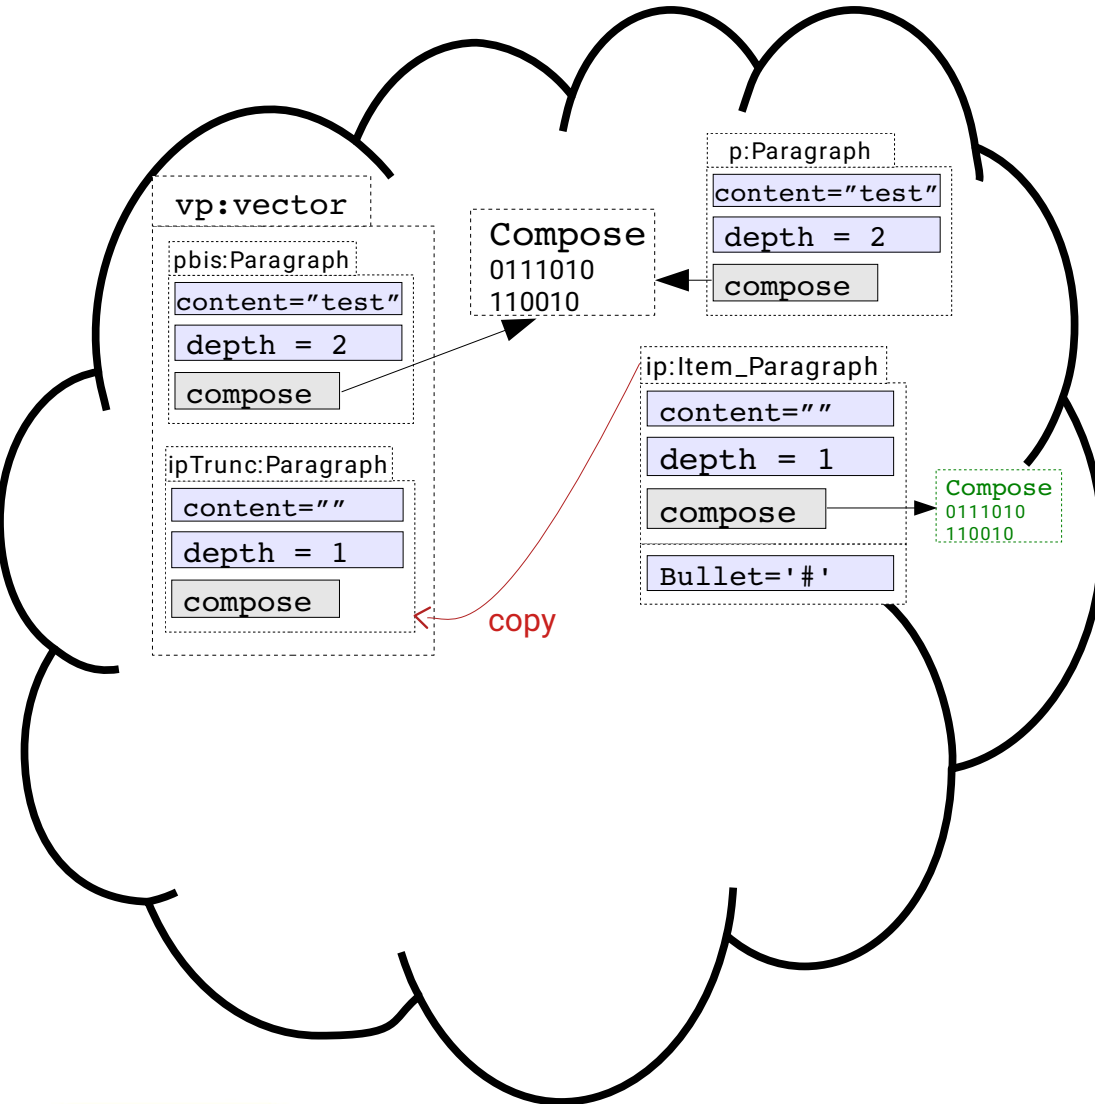 vp:vector
pbis:Paragraph
content=”test”
depth = 2
compose
ipTrunc:Paragraph
content=””
depth = 1
compose
Compose
0111010
110010
p:Paragraph
content=”test”
depth = 2
compose
ip:Item_Paragraph
content=””
depth = 1
compose
Bullet='#'
Compose
0111010
110010
copy